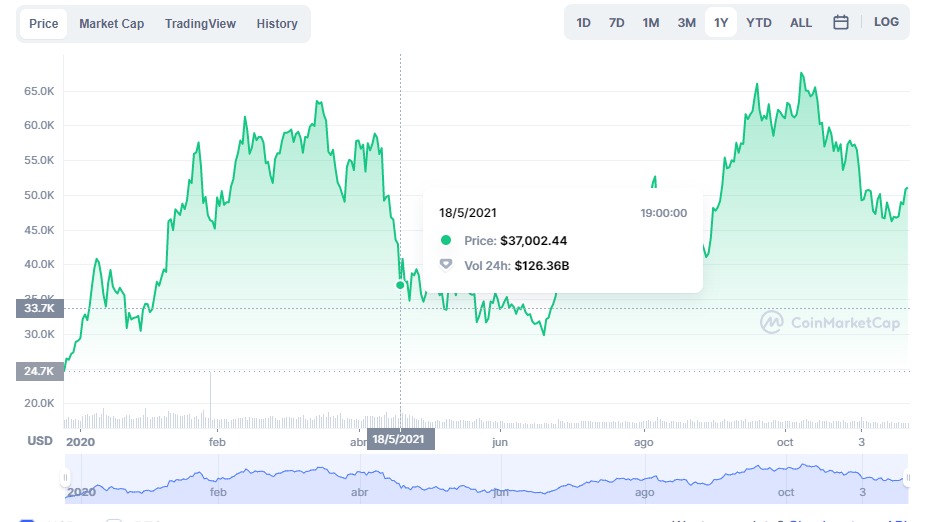 Price Market Cap TradingView History 1D 7D 1M 3M 1Y YTD ALL LOG
65.0K
60.0K
55.0K
50.0K
18/5/2021 19:00:00
45.0K
Price: $37,002.44
40.0K
Vol 24h: $126.36B
35.0K
33.7K
30.0K
CoinMarketCap
24.7K
20.0K
USD 2020 feb abr 18/5/2021 jun ago oct 3
2020 feb abr jun ago oct 3